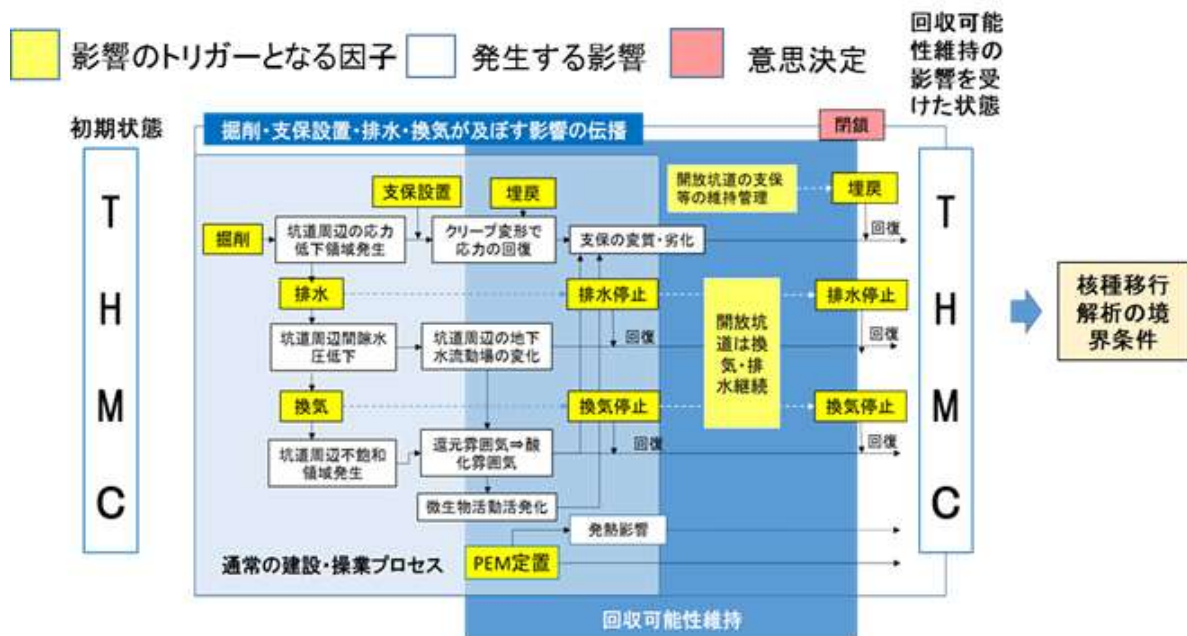 影響のトリガーとなる因子
発生する影響
意思決定
回収可能
性維持の
影響を受
けた状態
初期状態
掘削・支保設置・排水・換気が及ぼす影響の伝播
閉鎖
支保設置
埋戻
開放坑道の支保
等の維持管理
埋戻
掘削
坑道周辺の応力
低下領域発生
クリープ変形で
応力の回復
支保の変質・劣化
回復
排水
排水停止
排水停止
坑道周辺間隙水
圧低下
坑道周辺の地下
水流動場の変化
回復
開放坑
道は換
気・排
水継続
回復
換気
換気停止
換気停止
坑道周辺不飽和
領域発生
還元雰囲気⇒酸
化雰囲気
回復
回復
微生物活動活発化
発熱影響
通常の建設・操業プロセス
PEM定置
回収可能性維持
T
H
M
C
T
H
M
C
核種移行
解析の境
界条件